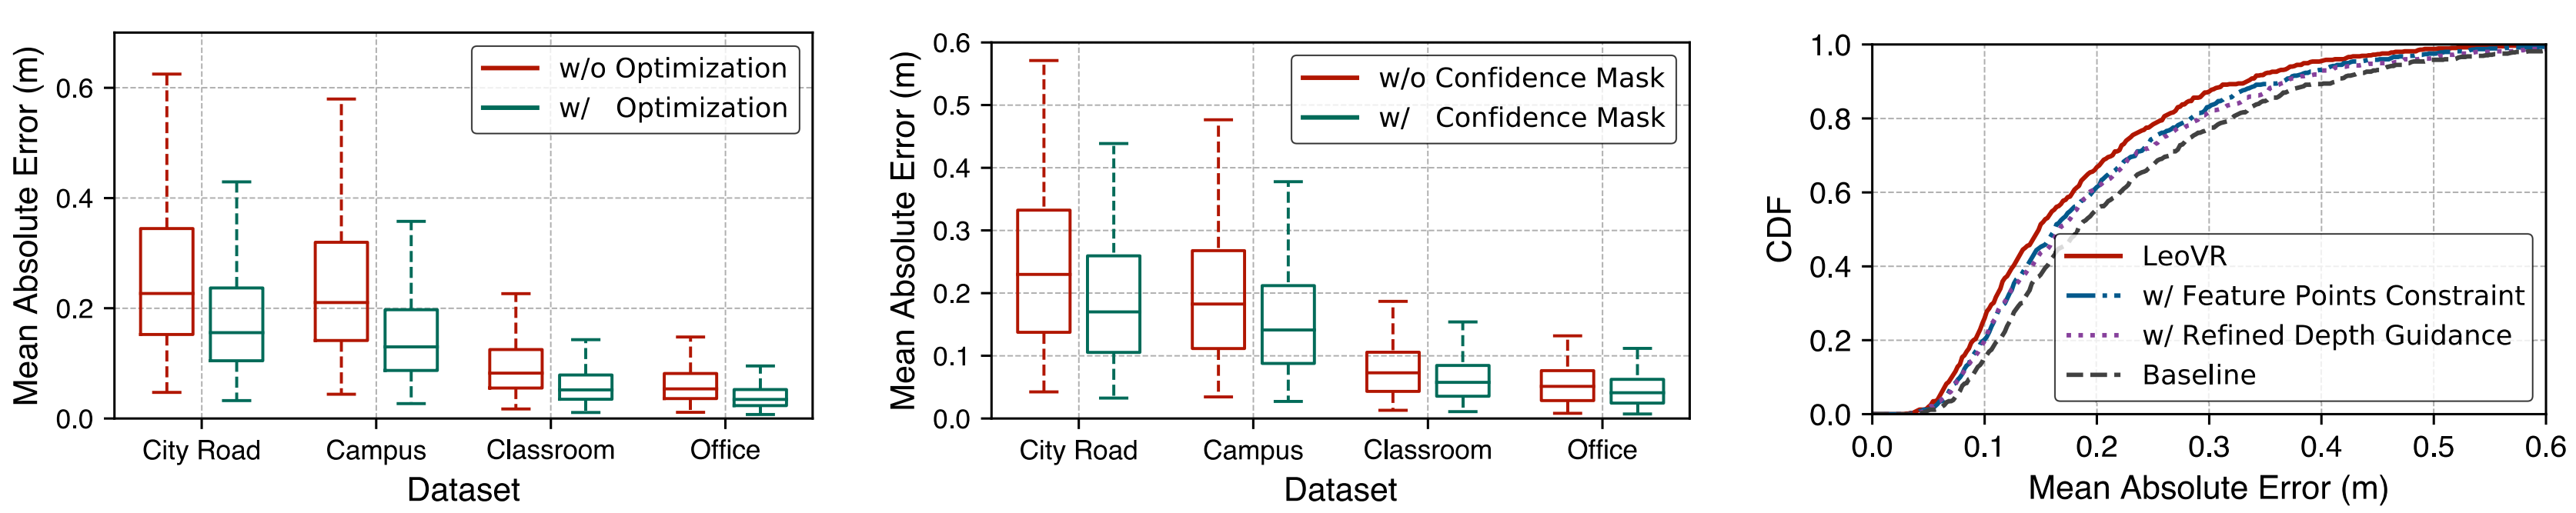 Mean Absolute Error (m)
0.6
0.4
0.2
0.0
w/o Optimization
w/ Optimization
City Road
Campus
Classroom
Office
Dataset
Mean Absolute Error (m)
0.6
0.5
0.4
0.3
0.2
0.1
0.0
w/o Confidence Mask
w/ Confidence Mask
City Road
Campus
Classroom
Office
Dataset
CDF
1.0
0.8
0.6
0.4
0.2
0.0
LeoVR
w/ Feature Points Constraint
w/ Refined Depth Guidance
Baseline
0.0
0.1
0.2
0.3
0.4
0.5
0.6
Mean Absolute Error (m)